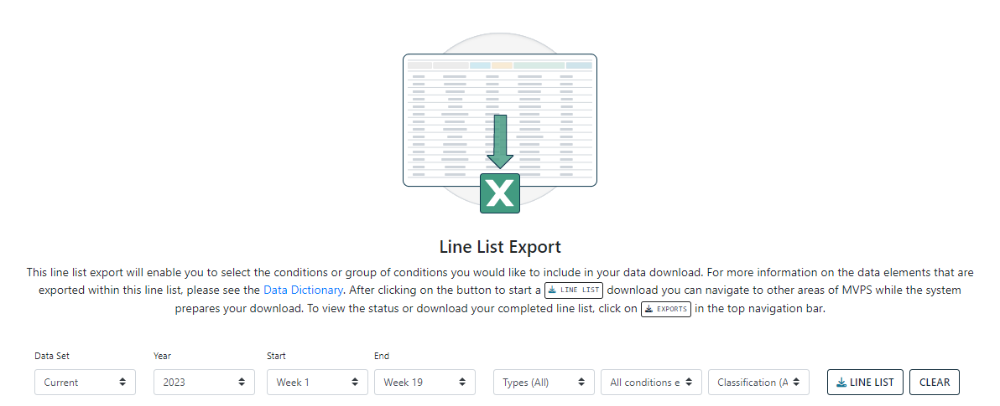 X
Line List Export
This line list export will enable you to select the conditions or group of conditions you would like to include in your data download. For more information on the data elements that are
exported within this line list, please see the Data Dictionary. After clicking on the button to start a LINE LIST download you can navigate to other areas of MVPS while the system
prepares your download. To view the status or download your completed line list, click on EXPORTS in the top navigation bar.
Data Set Year Start End
Current 2023 Week 1 Week 19 Types (All) All conditions e Classification (A LINE LIST CLEAR